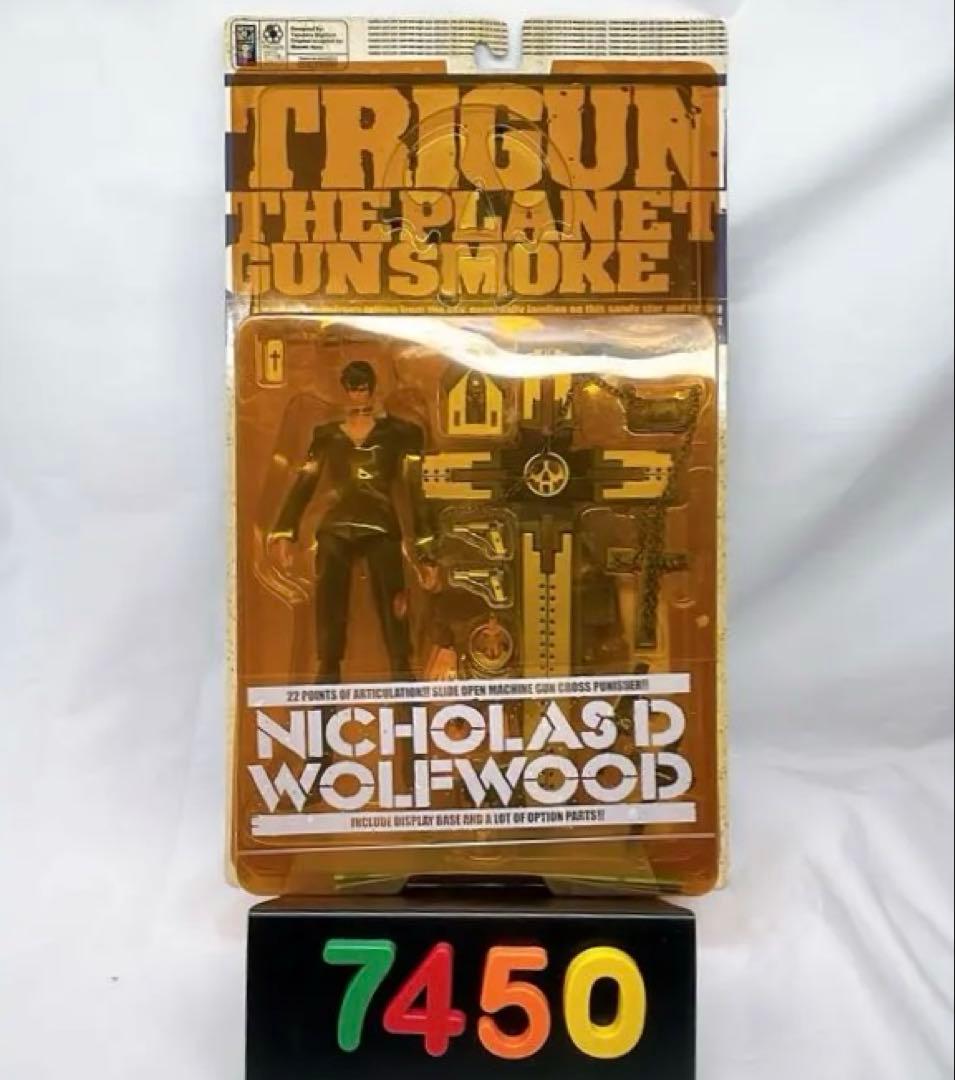 TRIGUN
THE PLANET
GUNSMOKE
22 POINTS OF ARTICULATION!! SLIDE OPEN MACHINE GUN CROSS PUNISHER!!
NICHOLAS D
WOLFWOOD
INCLUDE DISPLAY BASE AND A LOT OF OPTION PARTS!!
7450